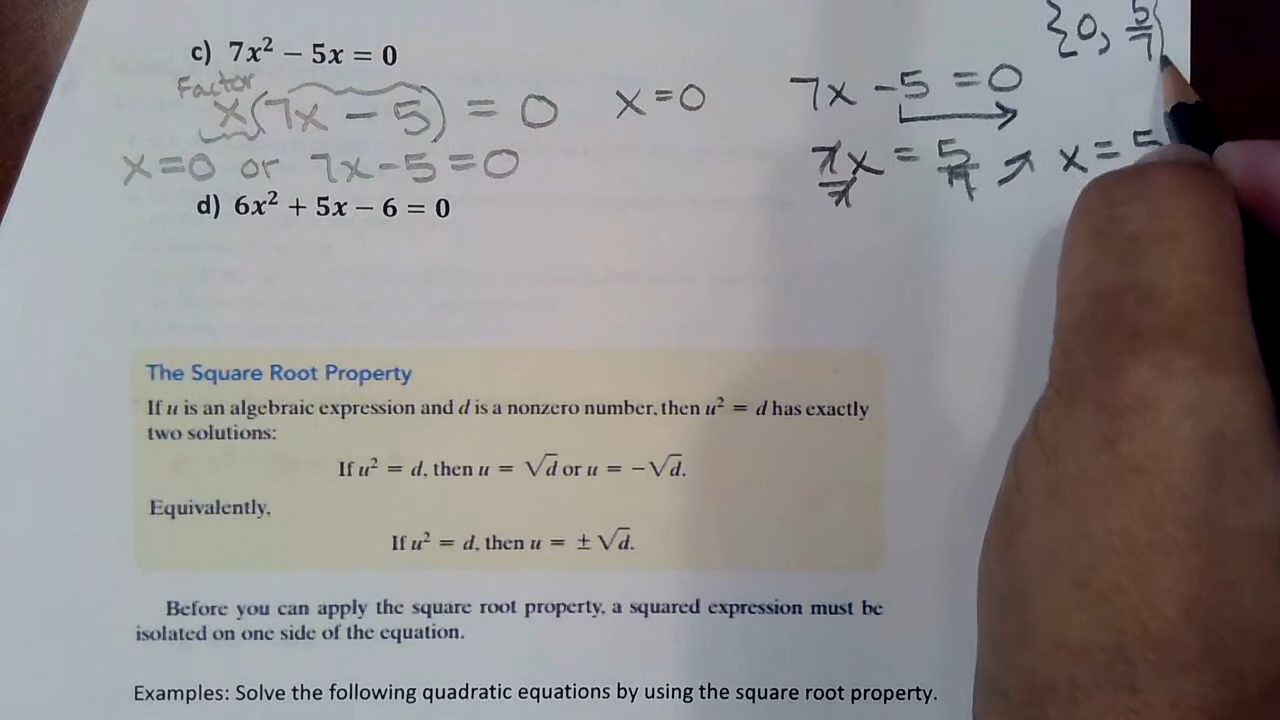 c) 7x² − 5x = 0
Factor
x(7x − 5) = 0
x = 0 or 7x − 5 = 0
x = 0
7x − 5 = 0
7x/7 = 5/7 → x = 5
{0, 5/7}
d) 6x² + 5x − 6 = 0
The Square Root Property
If u is an algebraic expression and d is a nonzero number, then u² = d has exactly
two solutions:
If u² = d, then u = √d or u = −√d.
Equivalently,
If u² = d, then u = ± √d.
Before you can apply the square root property, a squared expression must be
isolated on one side of the equation.
Examples: Solve the following quadratic equations by using the square root property.